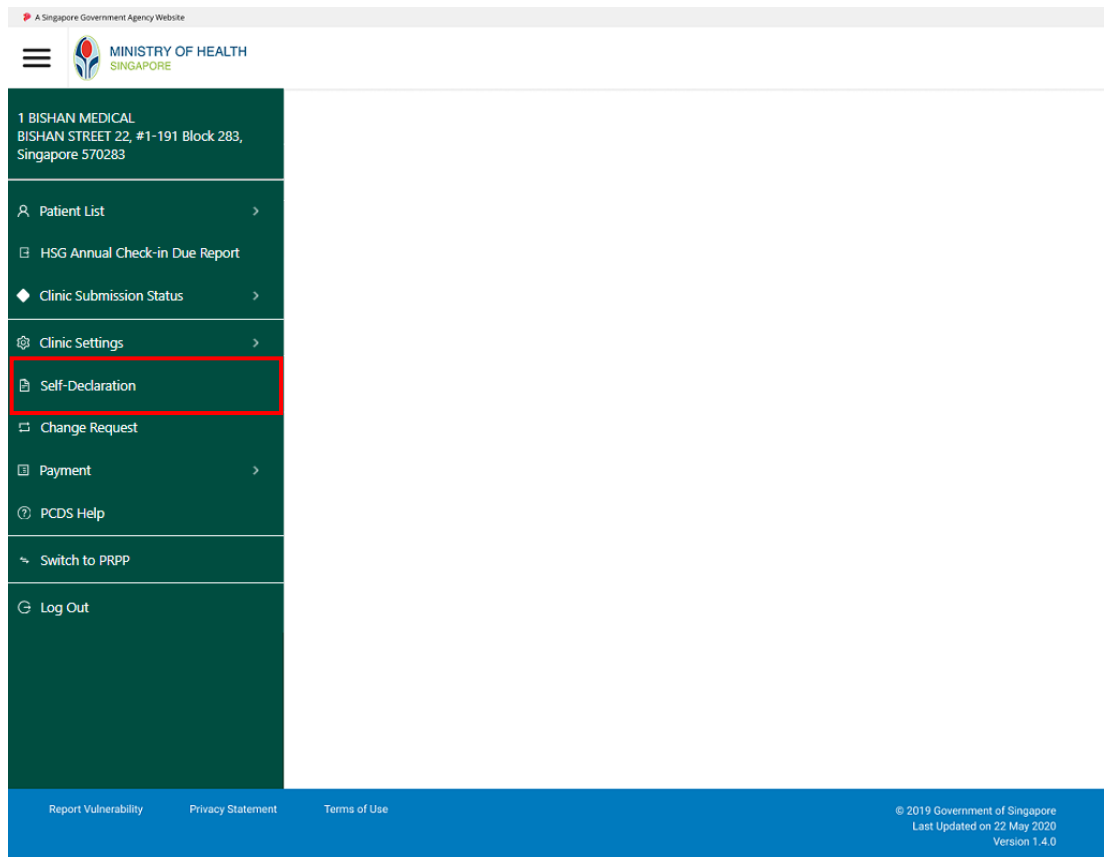 A Singapore Government Agency Website
MINISTRY OF HEALTH
SINGAPORE
1 BISHAN MEDICAL
BISHAN STREET 22, #1-191 Block 283,
Singapore 570283
Patient List
HSG Annual Check-in Due Report
Clinic Submission Status
Clinic Settings
Self-Declaration
Change Request
Payment
PCDS Help
Switch to PRPP
Log Out
Report Vulnerability Privacy Statement Terms of Use
© 2019 Government of Singapore
Last Updated on 22 May 2020
Version 1.4.0